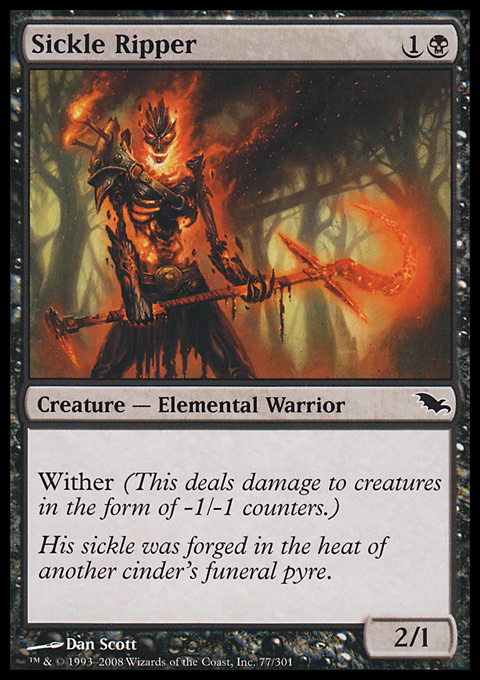 Sickle Ripper 1
Creature — Elemental Warrior
Wither (This deals damage to creatures
in the form of -1/-1 counters.)
His sickle was forged in the heat of
another cinder's funeral pyre.
Dan Scott
2/1
™ & © 1993–2008 Wizards of the Coast, Inc. 77/301